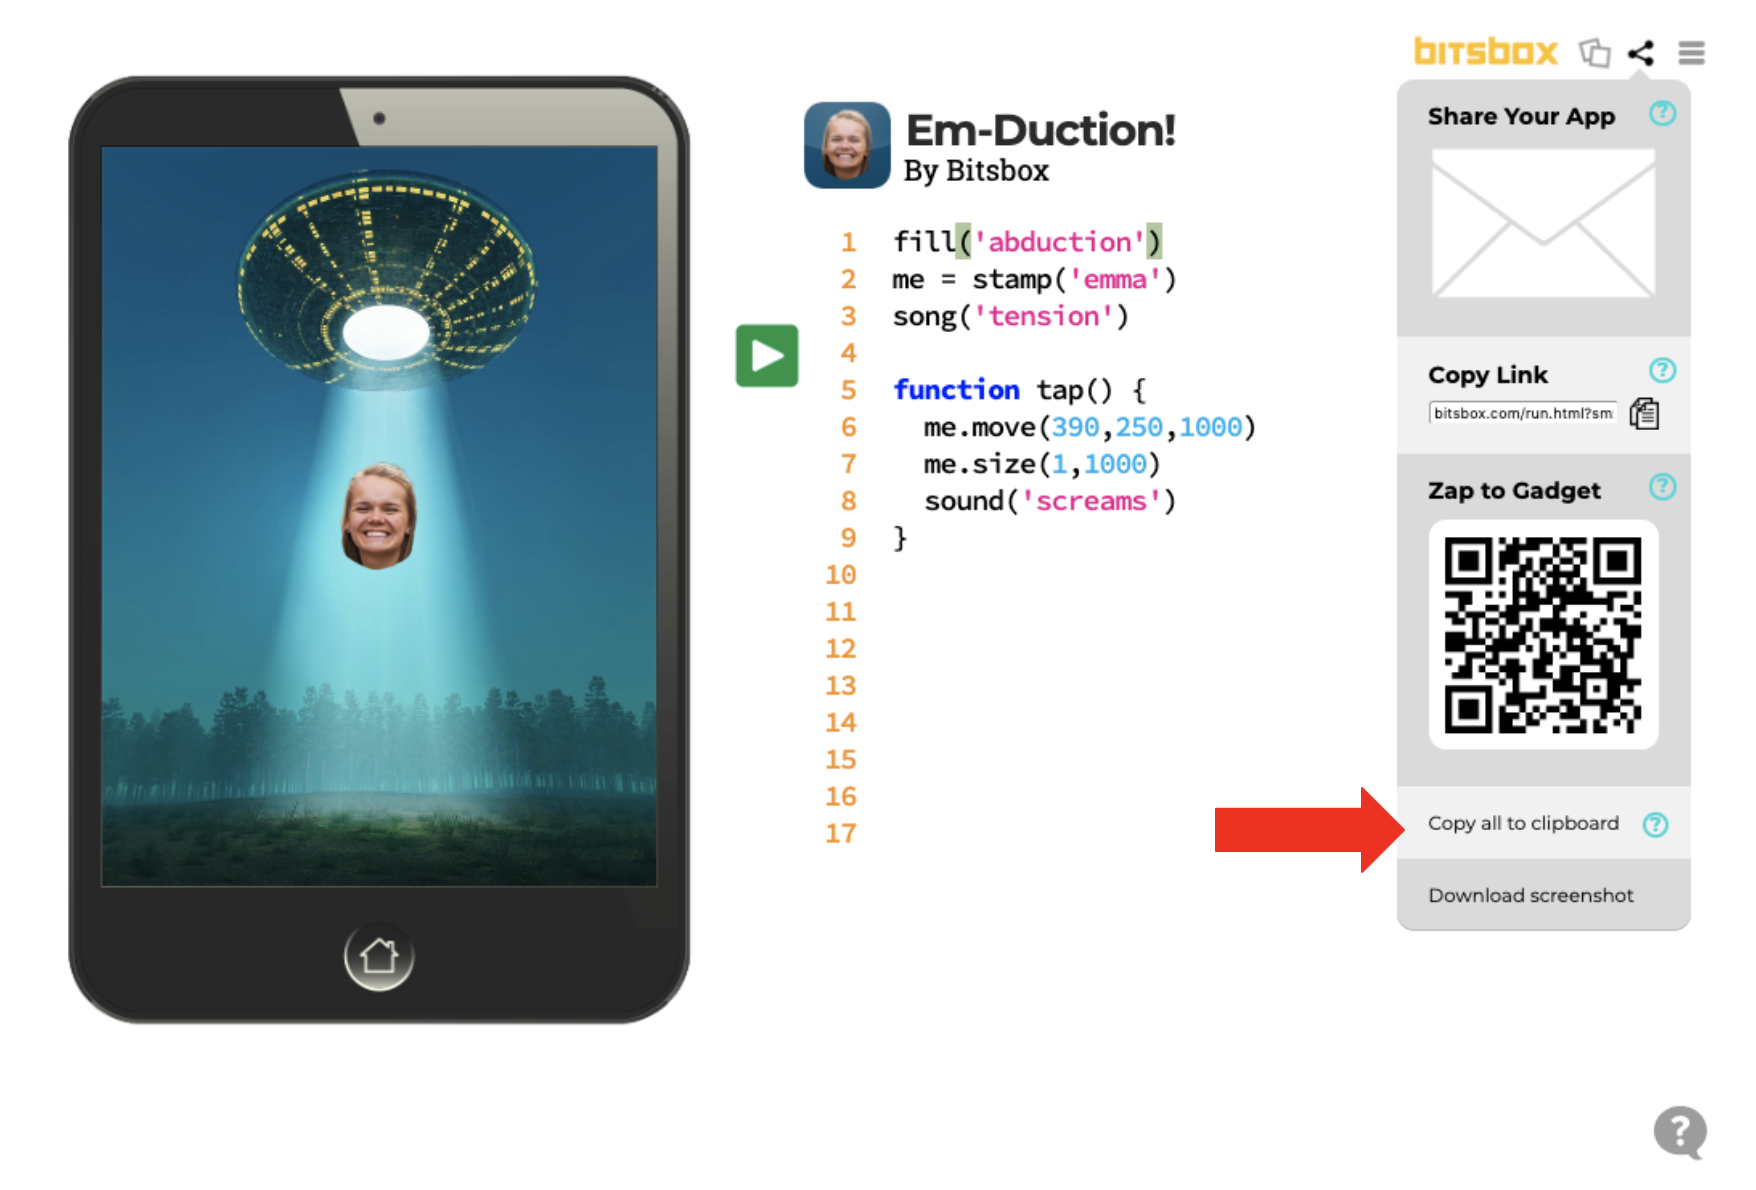 bitsbox
Em-Duction!
By Bitsbox
1 fill('abduction')
2 me = stamp('emma')
3 song('tension')
4
5 function tap() {
6   me.move(390,250,1000)
7   me.size(1,1000)
8   sound('screams')
9 }
10
11
12
13
14
15
16
17
Share Your App ?
Copy Link ?
bitsbox.com/run.html?sm
Zap to Gadget ?
Copy all to clipboard ?
Download screenshot
?